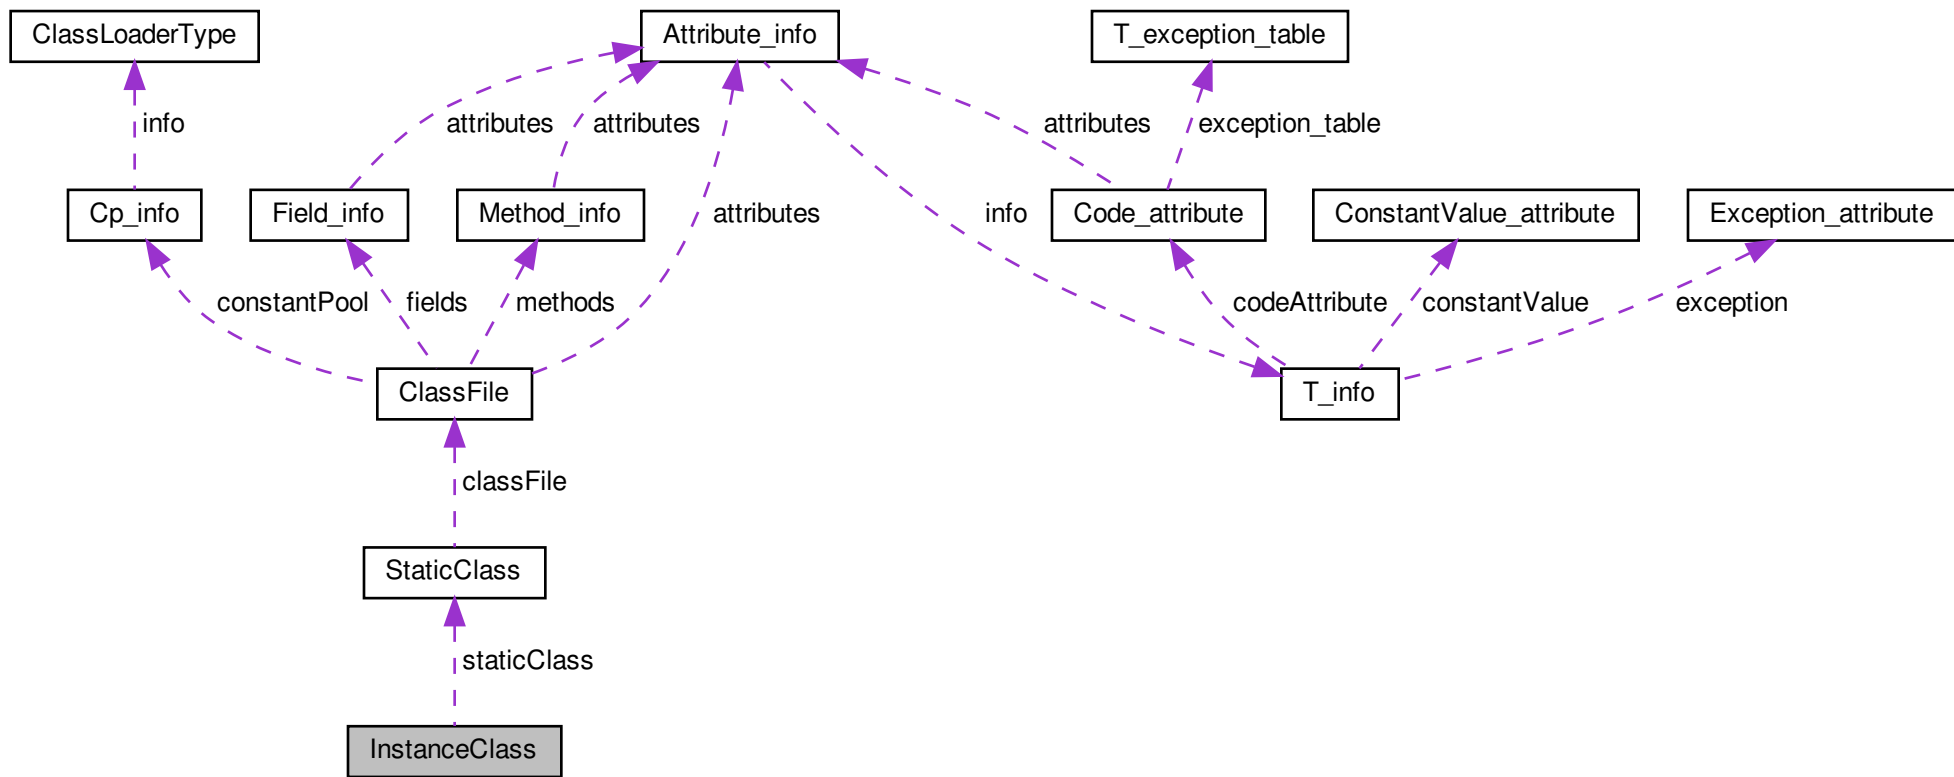 ClassLoaderType
Attribute_info
T_exception_table
info
attributes
attributes
attributes
exception_table
Cp_info
Field_info
Method_info
attributes
info
Code_attribute
ConstantValue_attribute
Exception_attribute
constantPool
fields
methods
codeAttribute
constantValue
exception
ClassFile
T_info
classFile
StaticClass
staticClass
InstanceClass